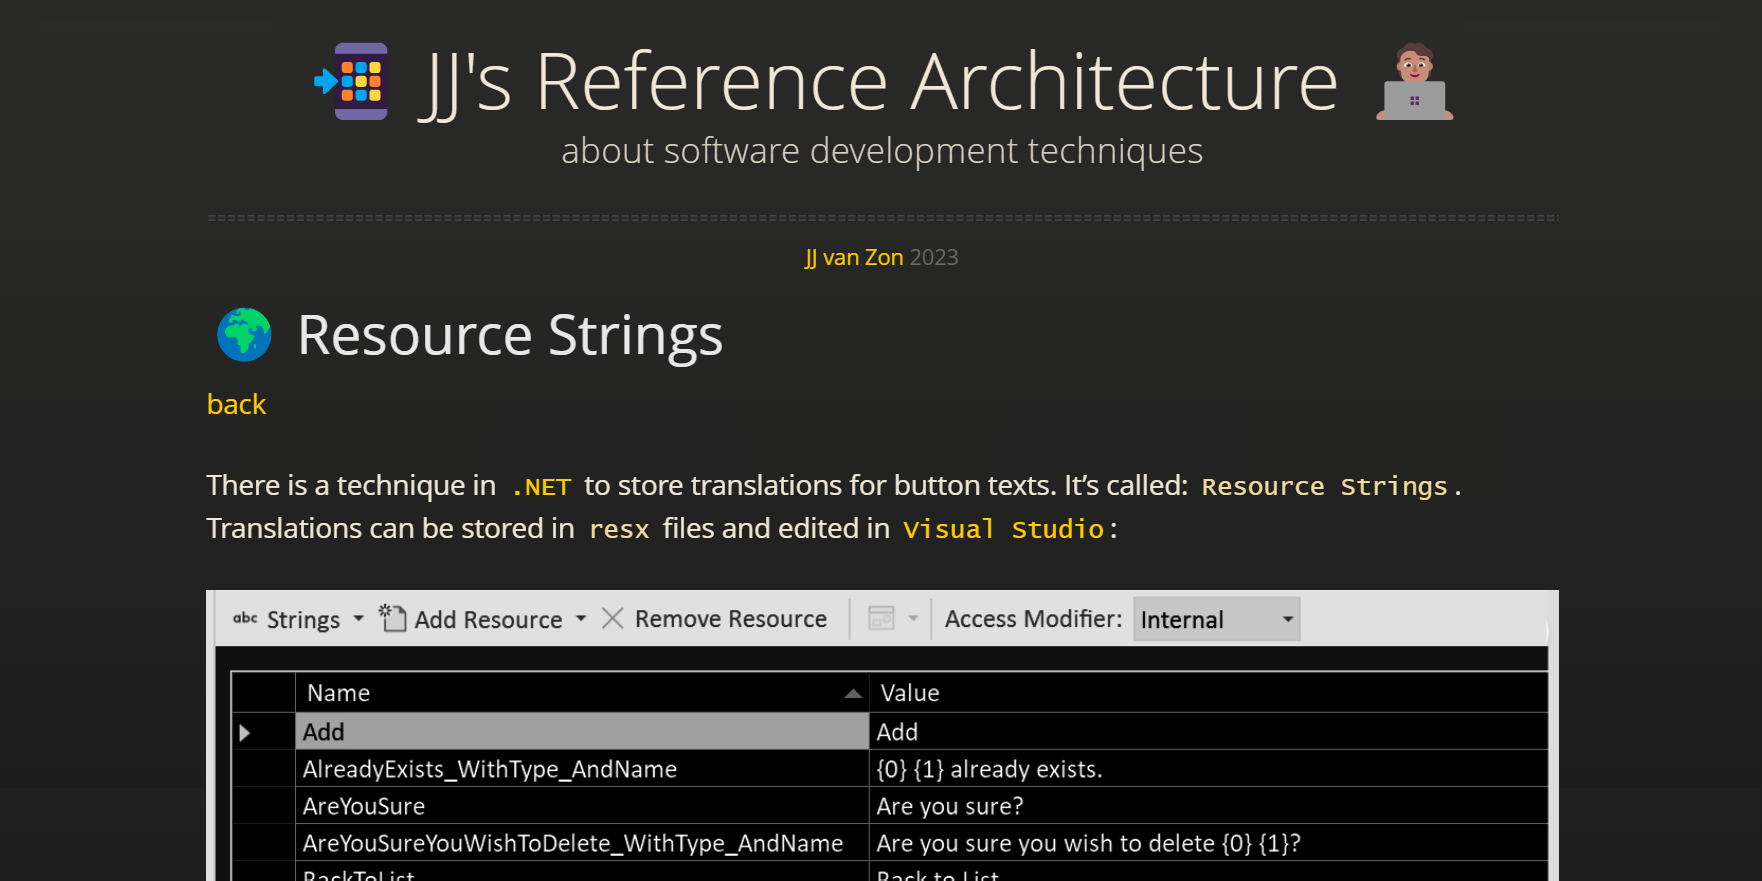 JJ's Reference Architecture
about software development techniques
JJ van Zon 2023
Resource Strings
back
There is a technique in .NET to store translations for button texts. It’s called: Resource Strings.
Translations can be stored in resx files and edited in Visual Studio:
abc Strings Add Resource Remove Resource Access Modifier: Internal
Name Value
Add Add
AlreadyExists_WithType_AndName {0} {1} already exists.
AreYouSure Are you sure?
AreYouSureYouWishToDelete_WithType_AndName Are you sure you wish to delete {0} {1}?
BackToList Back to List